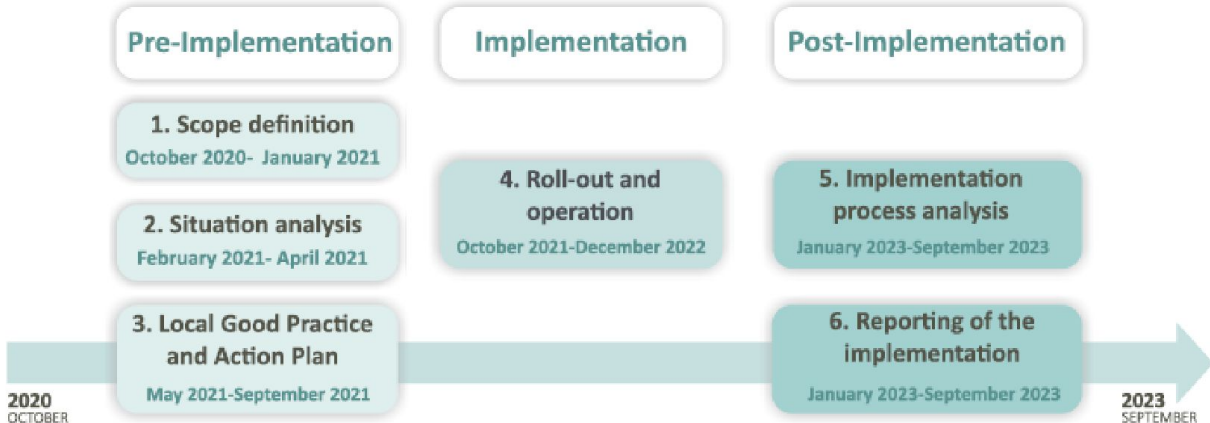 Pre-Implementation
Implementation
Post-Implementation
1. Scope definition
October 2020- January 2021
2. Situation analysis
February 2021- April 2021
3. Local Good Practice
and Action Plan
May 2021-September 2021
4. Roll-out and
operation
October 2021-December 2022
5. Implementation
process analysis
January 2023-September 2023
6. Reporting of the
implementation
January 2023-September 2023
2020
OCTOBER
2023
SEPTEMBER